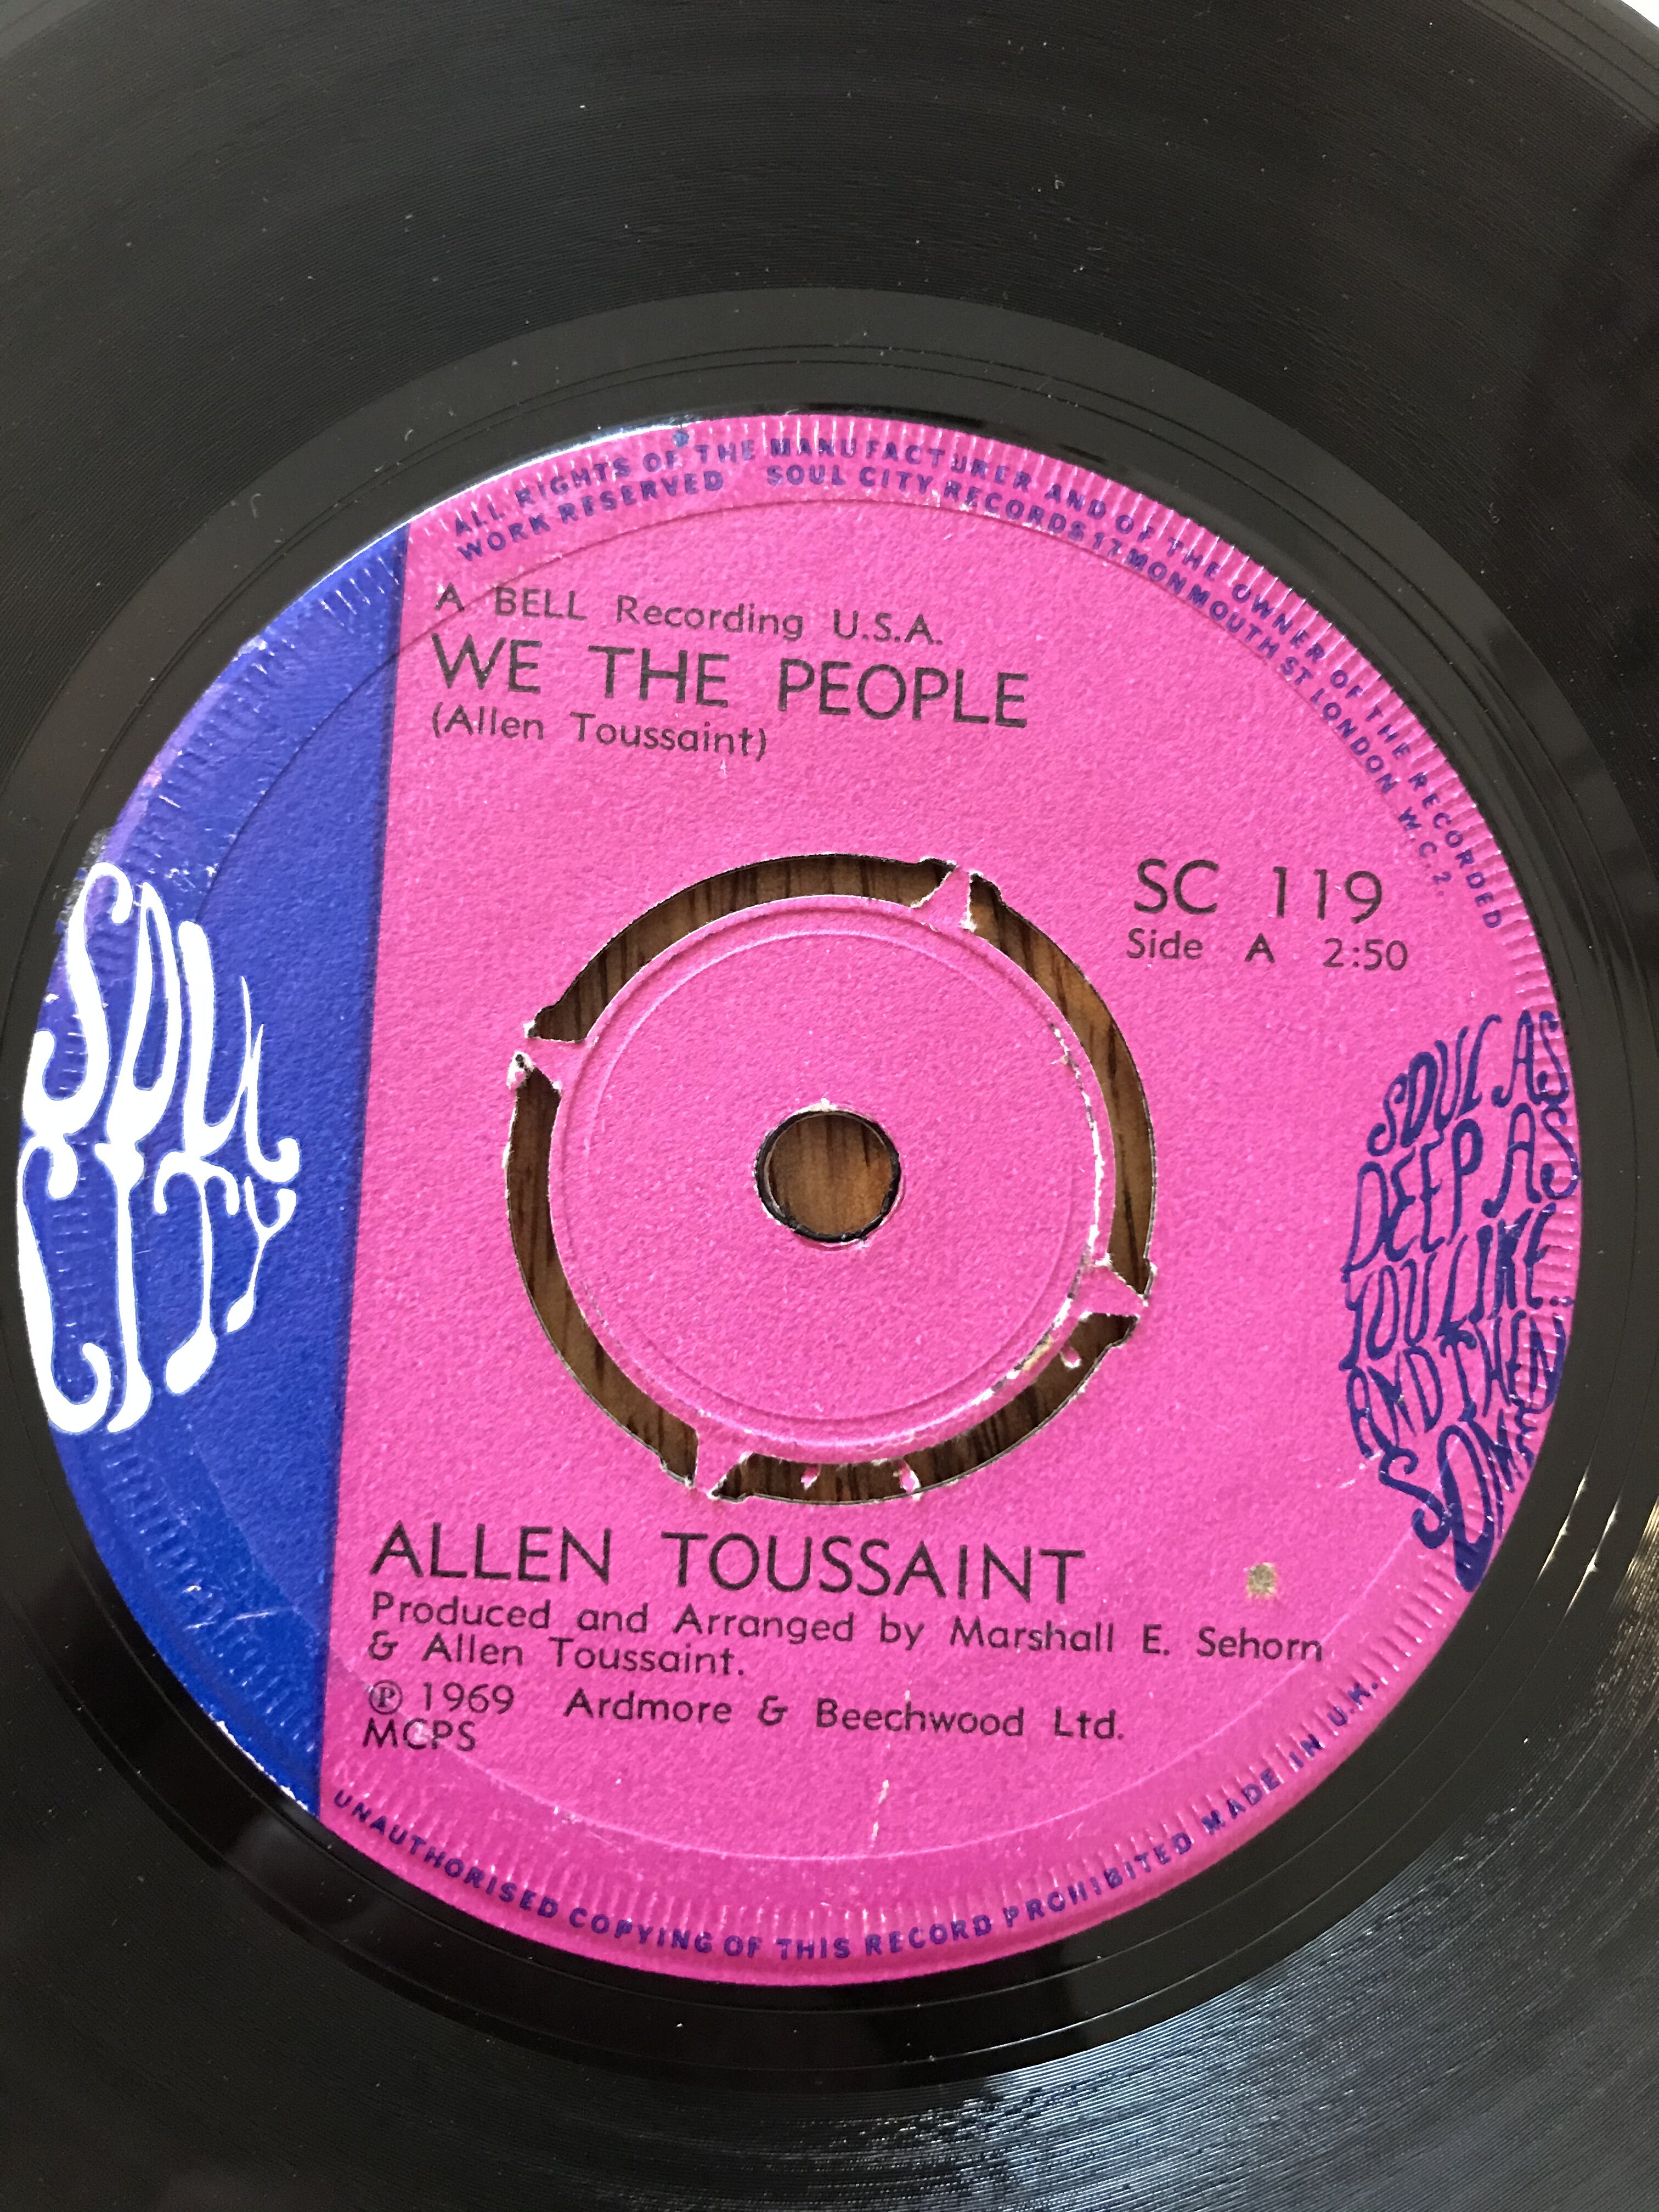 ALL RIGHTS OF THE MANUFACTURER AND OF THE OWNER OF THE RECORDED
WORK RESERVED SOUL CITY RECORDS 17 MONMOUTH ST LONDON W.C.2.
A BELL Recording U.S.A.
WE THE PEOPLE
(Allen Toussaint)
SC 119
Side A 2:50
SOUL
CITY
SOUL AS
DEEP AS
YOU LIKE..
AND THEN
SOME
ALLEN TOUSSAINT
Produced and Arranged by Marshall E. Sehorn
& Allen Toussaint.
℗ 1969 Ardmore & Beechwood Ltd.
MCPS
UNAUTHORISED COPYING OF THIS RECORD PROHIBITED MADE IN U.K.